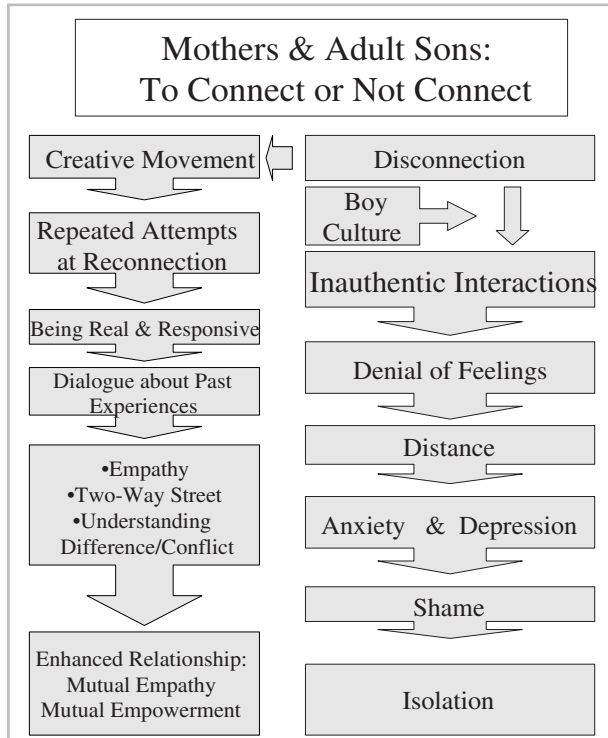 Mothers & Adult Sons:
To Connect or Not Connect
Creative Movement
Repeated Attempts
at Reconnection
Being Real & Responsive
Dialogue about Past
Experiences
•Empathy
•Two-Way Street
•Understanding
Difference/Conflict
Enhanced Relationship:
Mutual Empathy
Mutual Empowerment
Disconnection
Boy
Culture
Inauthentic Interactions
Denial of Feelings
Distance
Anxiety & Depression
Shame
Isolation